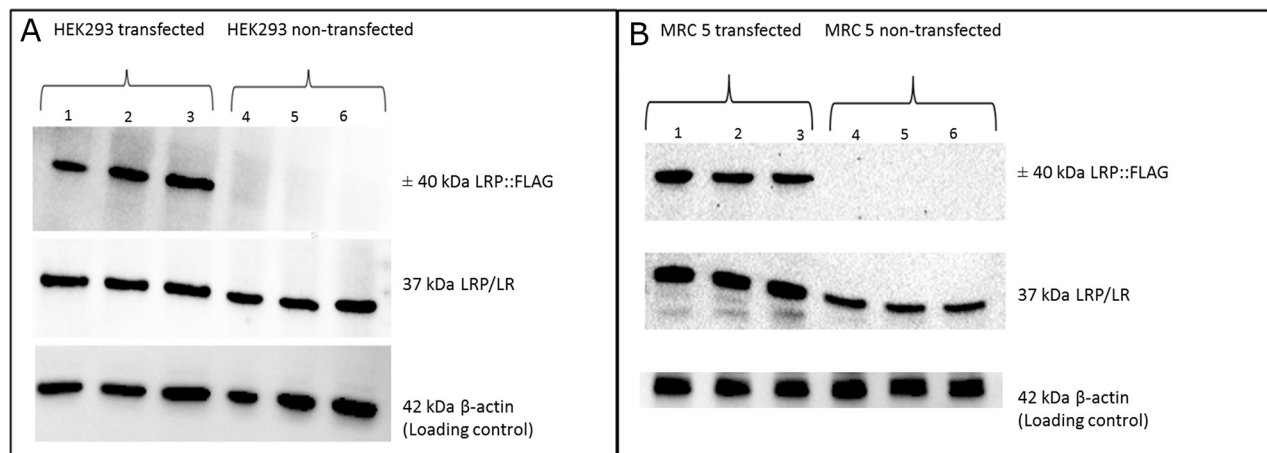 A
HEK293 transfected
HEK293 non-transfected
1 2 3 4 5 6
± 40 kDa LRP::FLAG
37 kDa LRP/LR
42 kDa β-actin
(Loading control)
B
MRC 5 transfected
MRC 5 non-transfected
1 2 3 4 5 6
± 40 kDa LRP::FLAG
37 kDa LRP/LR
42 kDa β-actin
(Loading control)